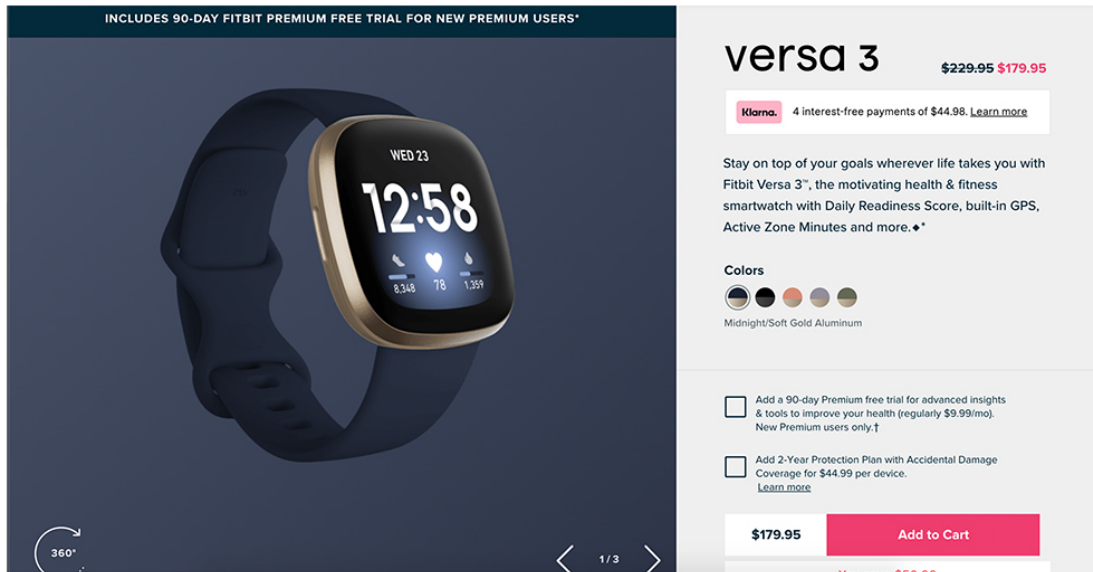 INCLUDES 90-DAY FITBIT PREMIUM FREE TRIAL FOR NEW PREMIUM USERS*
versa 3
$229.95 $179.95
Klarna. 4 interest-free payments of $44.98. Learn more
Stay on top of your goals wherever life takes you with
Fitbit Versa 3™, the motivating health & fitness
smartwatch with Daily Readiness Score, built-in GPS,
Active Zone Minutes and more.◆*
Colors
Midnight/Soft Gold Aluminum
Add a 90-day Premium free trial for advanced insights
& tools to improve your health (regularly $9.99/mo).
New Premium users only.†
Add 2-Year Protection Plan with Accidental Damage
Coverage for $44.99 per device.
Learn more
$179.95 Add to Cart
WED 23
12:58
8,348 78 1,359
360°
1/3